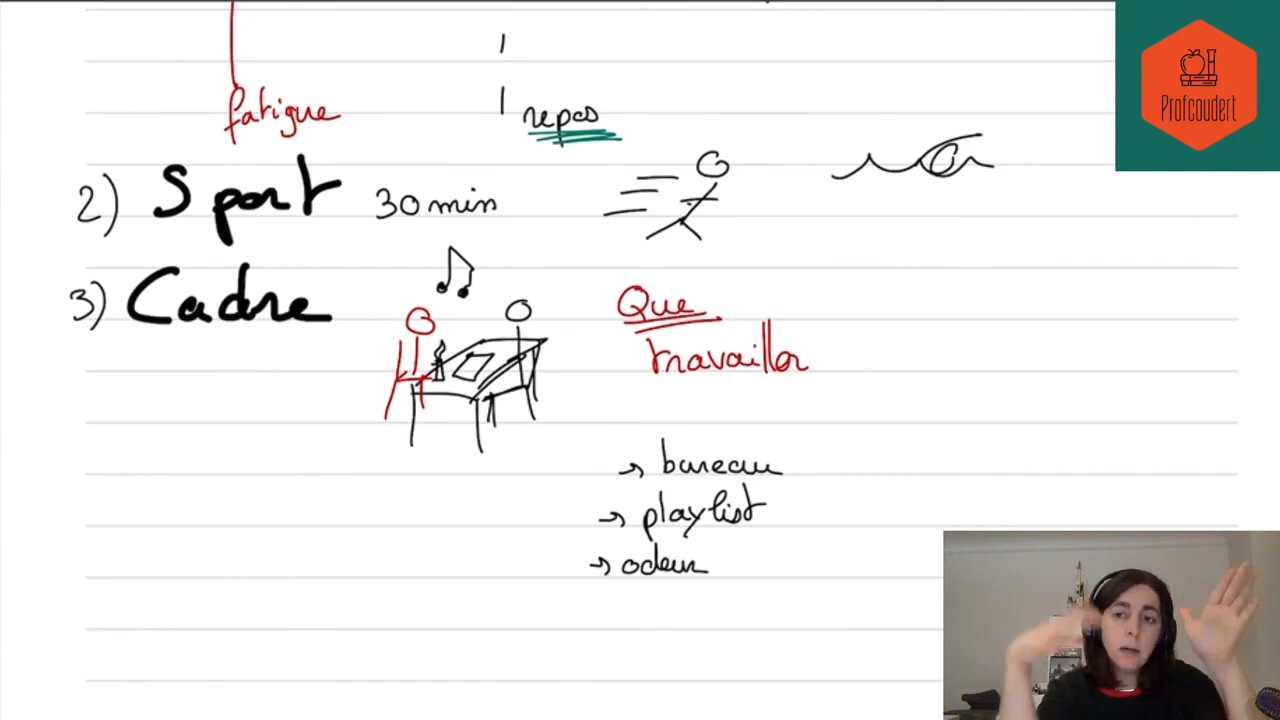 Profcoudert
fatigue
repos
2) Sport 30 min
3) Cadre
Que
travailler
→ bureau
→ playlist
→ odeur